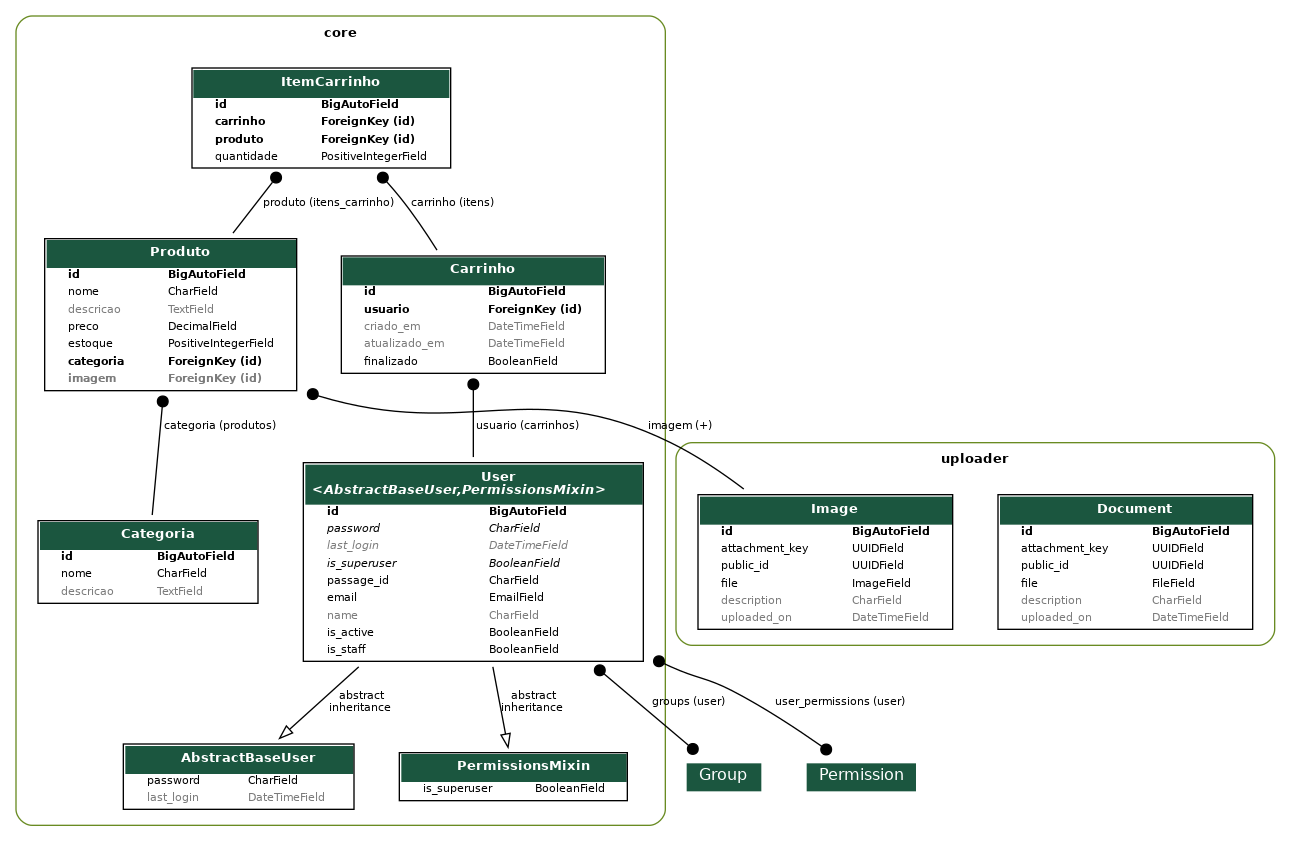 core
ItemCarrinho
id BigAutoField
carrinho ForeignKey (id)
produto ForeignKey (id)
quantidade PositiveIntegerField
produto (itens_carrinho) carrinho (itens)
Produto
id BigAutoField
nome CharField
descricao TextField
preco DecimalField
estoque PositiveIntegerField
categoria ForeignKey (id)
imagem ForeignKey (id)
Carrinho
id BigAutoField
usuario ForeignKey (id)
criado_em DateTimeField
atualizado_em DateTimeField
finalizado BooleanField
categoria (produtos) usuario (carrinhos) imagem (+)
Categoria
id BigAutoField
nome CharField
descricao TextField
User
<AbstractBaseUser,PermissionsMixin>
id BigAutoField
password CharField
last_login DateTimeField
is_superuser BooleanField
passage_id CharField
email EmailField
name CharField
is_active BooleanField
is_staff BooleanField
uploader
Image
id BigAutoField
attachment_key UUIDField
public_id UUIDField
file ImageField
description CharField
uploaded_on DateTimeField
Document
id BigAutoField
attachment_key UUIDField
public_id UUIDField
file FileField
description CharField
uploaded_on DateTimeField
abstract
inheritance
abstract
inheritance
groups (user) user_permissions (user)
AbstractBaseUser
password CharField
last_login DateTimeField
PermissionsMixin
is_superuser BooleanField
Group
Permission